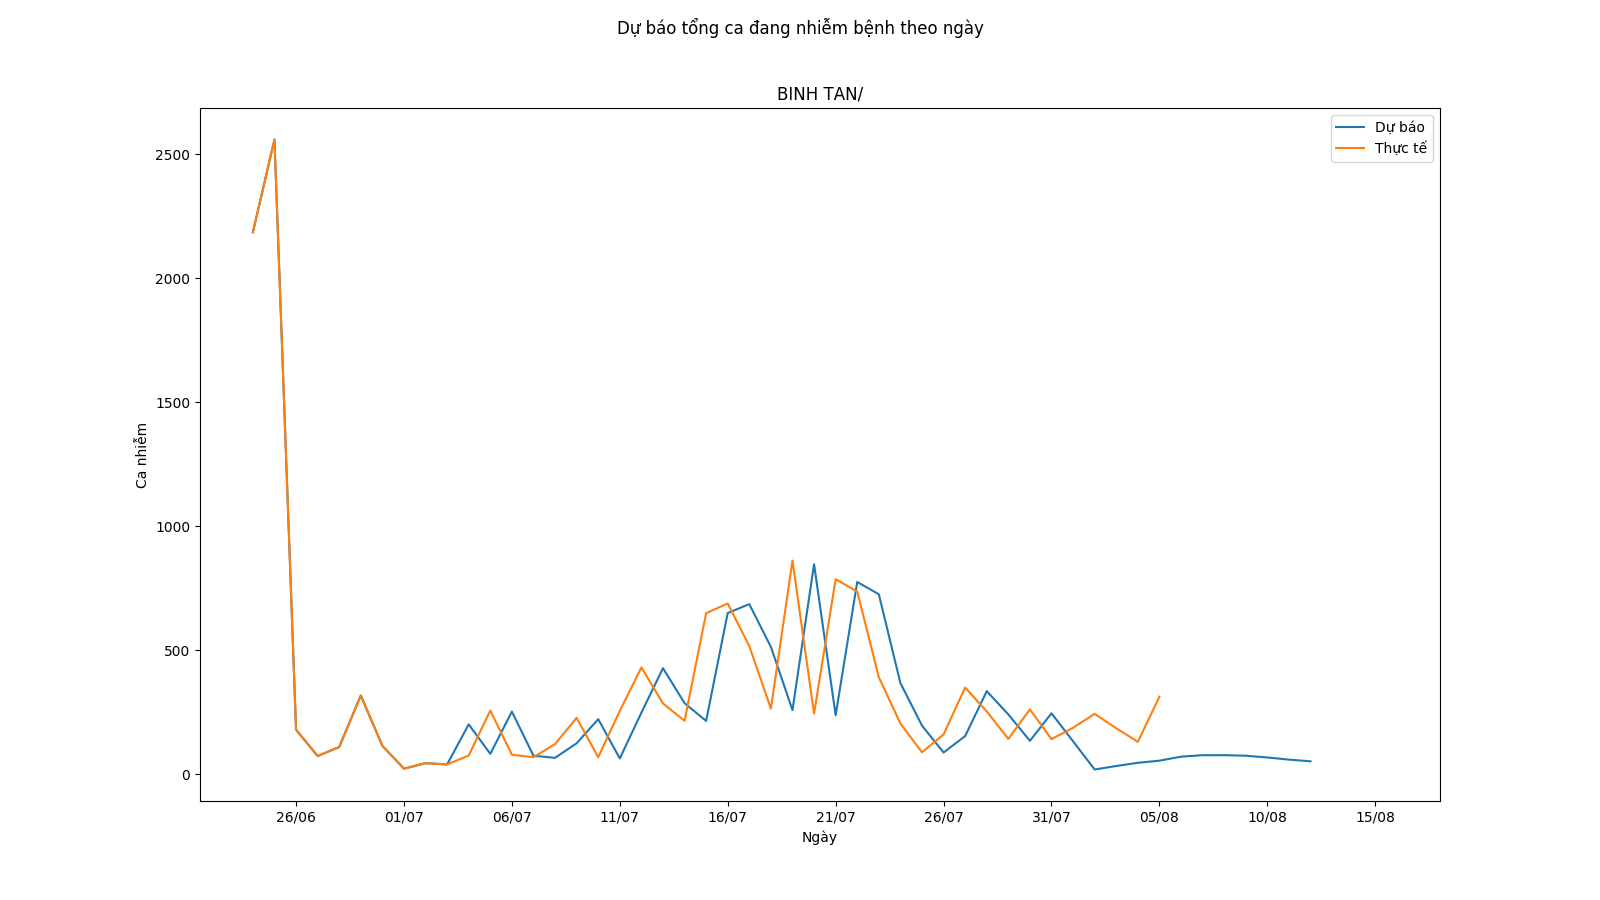 Dự báo tổng ca đang nhiễm bệnh theo ngày
BINH TAN/
Dự báo
Thực tế
Ca nhiễm
2500
2000
1500
1000
500
0
26/06 01/07 06/07 11/07 16/07 21/07 26/07 31/07 05/08 10/08 15/08
Ngày